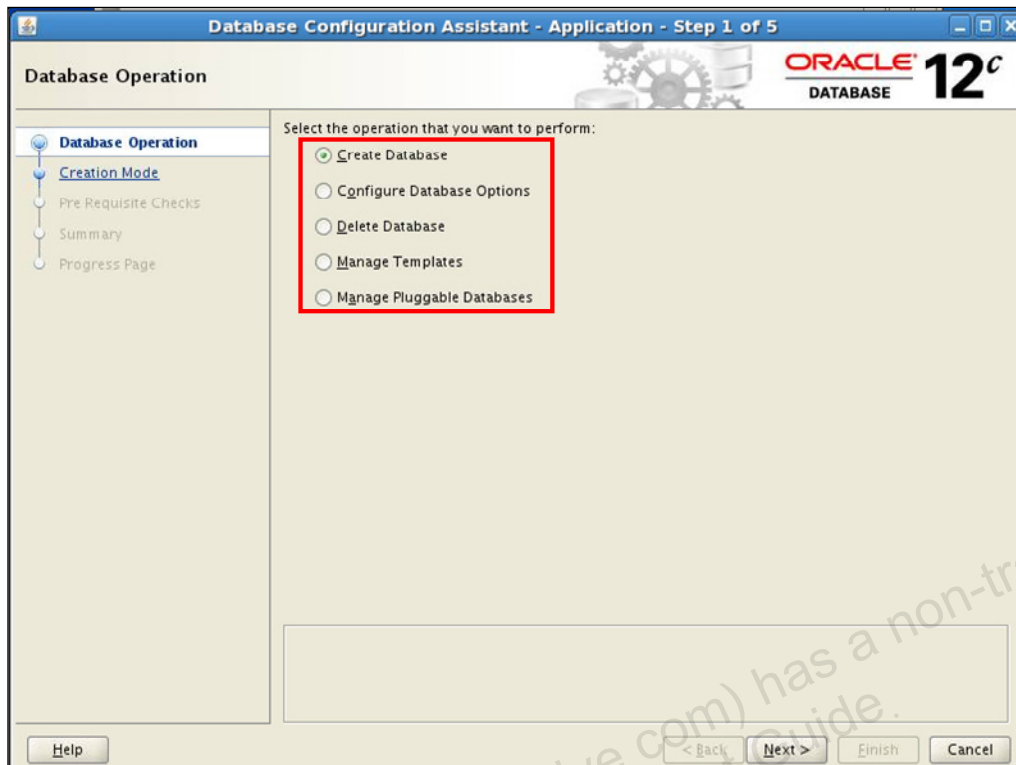 Database Configuration Assistant - Application - Step 1 of 5
Database Operation
ORACLE
DATABASE
12c
Database Operation
Creation Mode
Pre Requisite Checks
Summary
Progress Page
Select the operation that you want to perform:
Create Database
Configure Database Options
Delete Database
Manage Templates
Manage Pluggable Databases
com) has a non-tr
Guide.
Help
< Back
Next >
Finish
Cancel